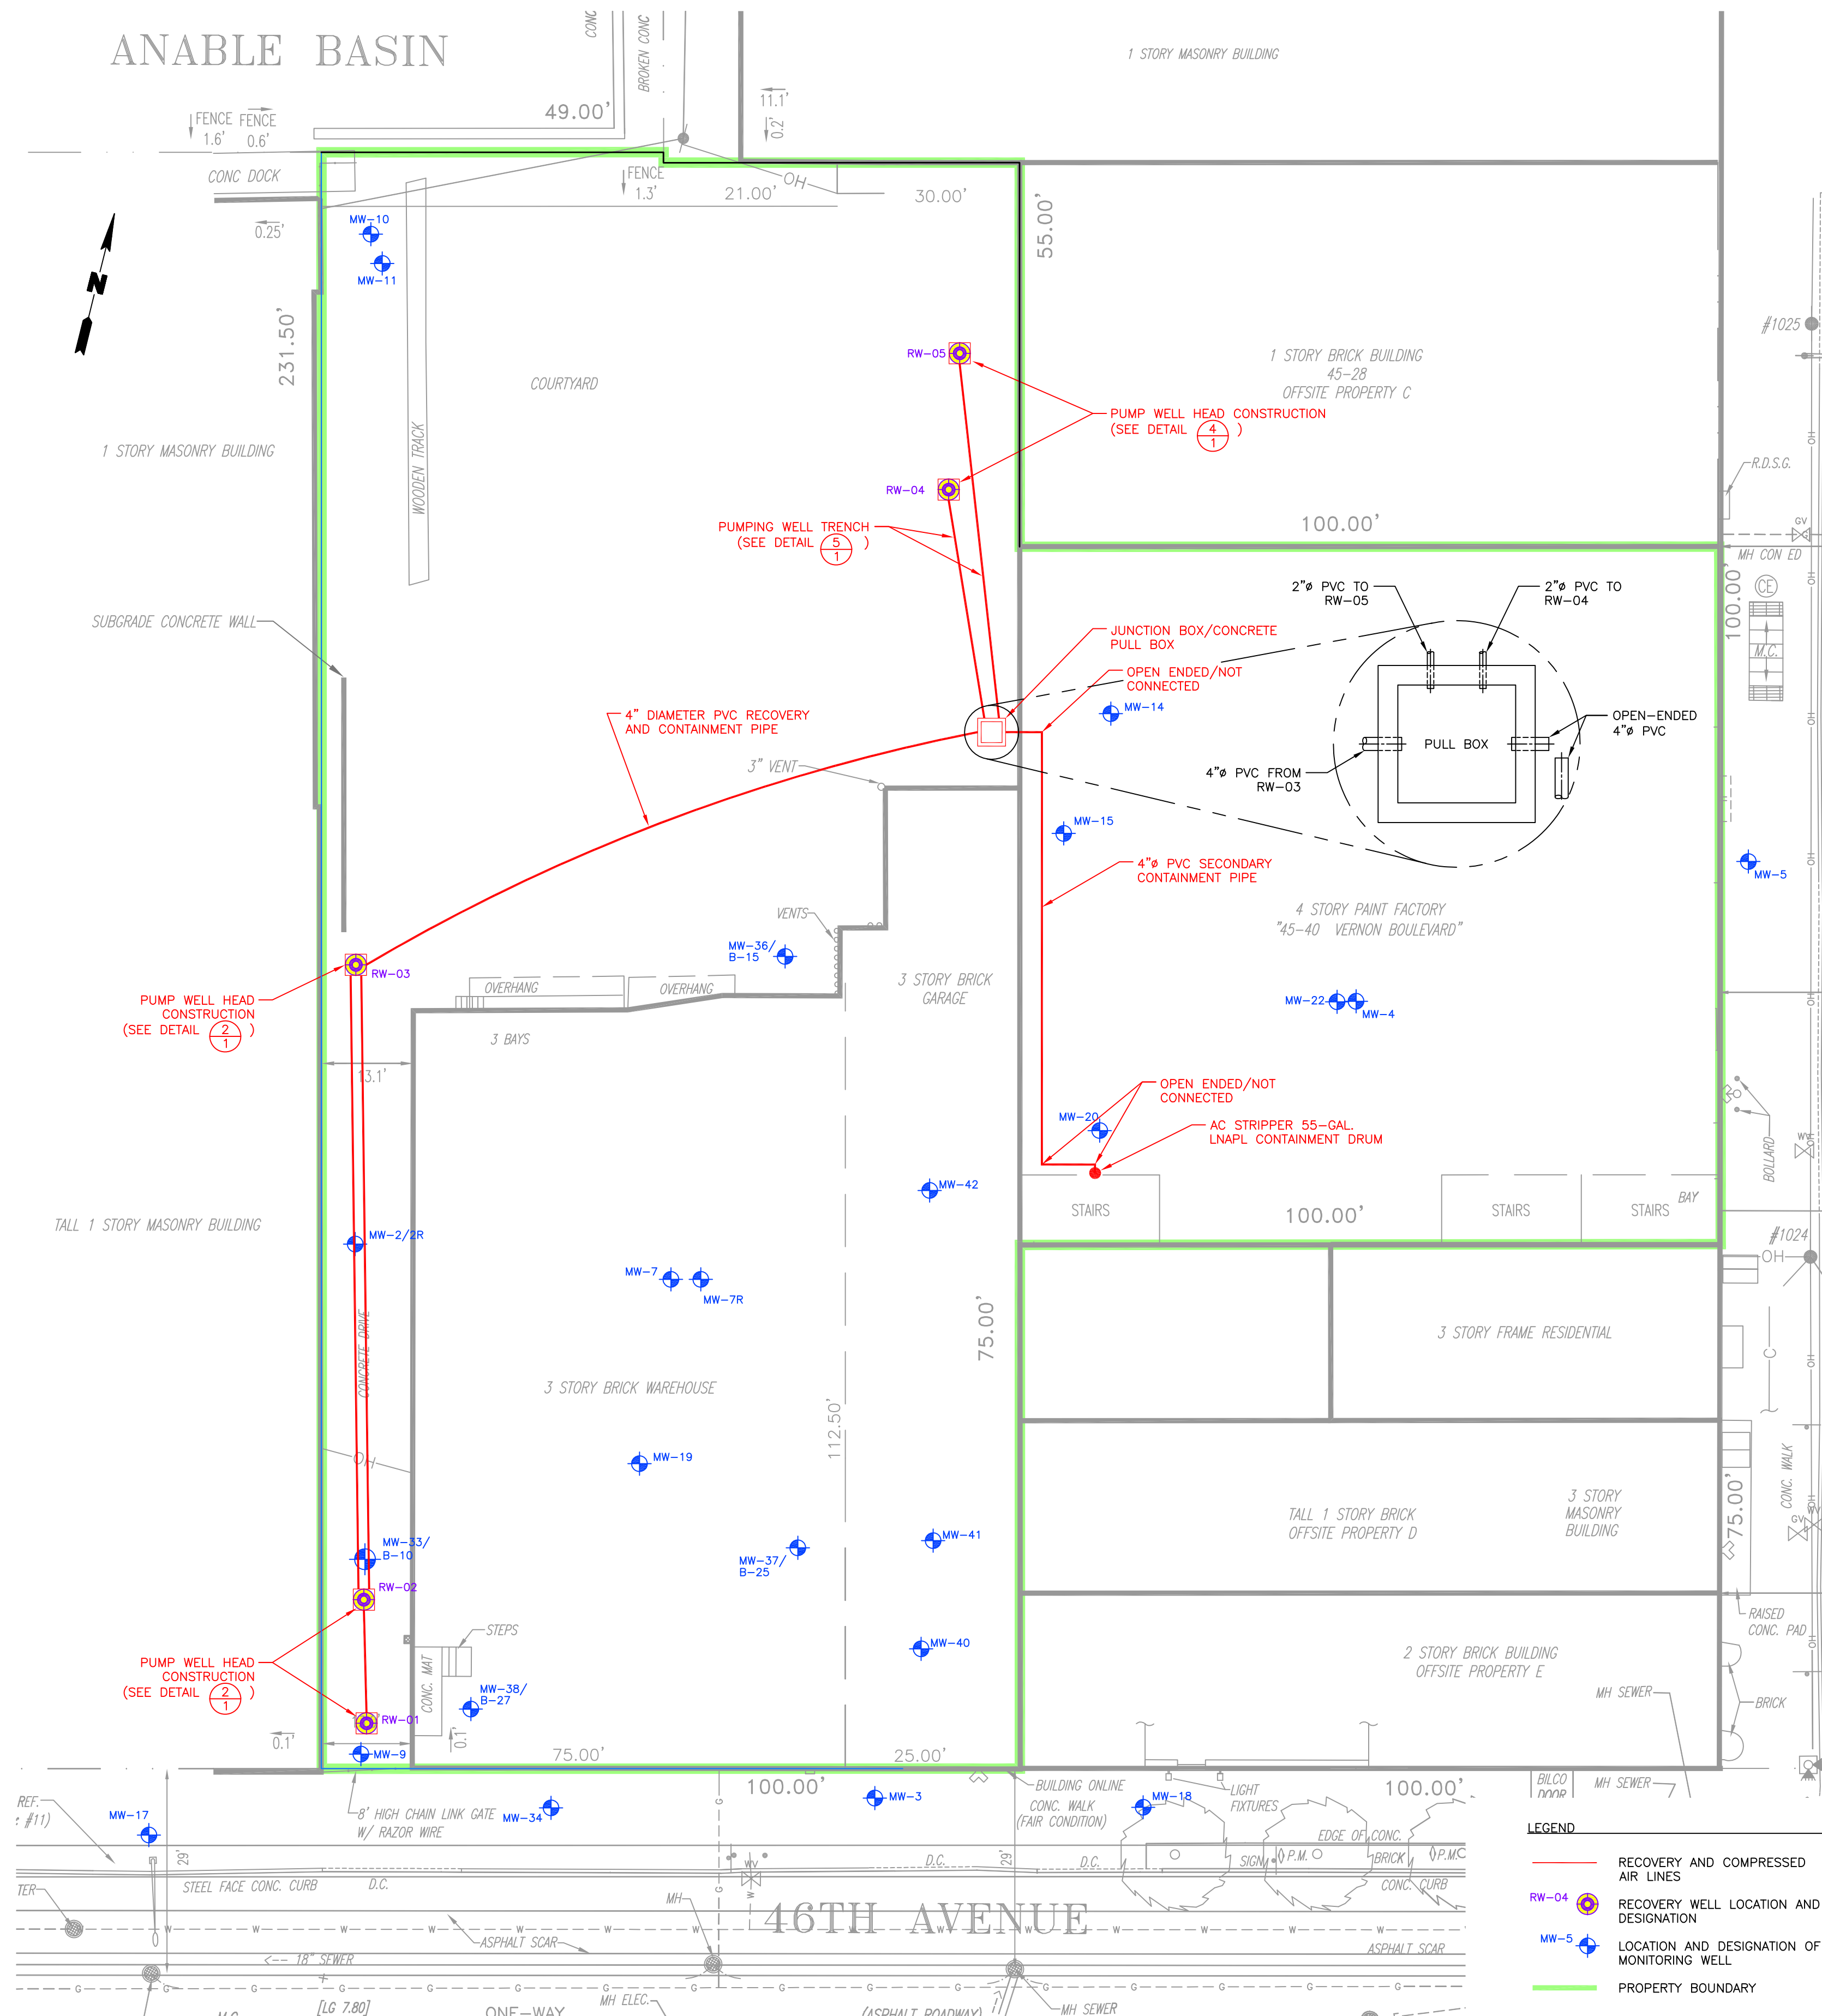 ANABLE BASIN
CONC
BROKEN CONC
1 STORY MASONRY BUILDING
49.00'
11.1'
0.2'
FENCE
1.6'
FENCE
0.6'
CONC DOCK
FENCE
1.3'
21.00'
OH
30.00'
55.00'
0.25'
MW-10
MW-11
N
231.50'
#1025
RW-05
1 STORY BRICK BUILDING
45-28
OFFSITE PROPERTY C
COURTYARD
PUMP WELL HEAD CONSTRUCTION
(SEE DETAIL 4/1 )
WOODEN TRACK
1 STORY MASONRY BUILDING
OH
R.D.S.G.
RW-04
100.00'
GV
PUMPING WELL TRENCH
(SEE DETAIL 5/1 )
MH CON ED
CE
100.00'
2"ø PVC TO
RW-05
2"ø PVC TO
RW-04
OH
SUBGRADE CONCRETE WALL
JUNCTION BOX/CONCRETE
PULL BOX
M.C.
OPEN ENDED/NOT
CONNECTED
4" DIAMETER PVC RECOVERY
AND CONTAINMENT PIPE
MW-14
OPEN-ENDED
4"ø PVC
OH
PULL BOX
3" VENT
4"ø PVC FROM
RW-03
MW-15
4"ø PVC SECONDARY
CONTAINMENT PIPE
OH
MW-5
VENTS
4 STORY PAINT FACTORY
"45-40 VERNON BOULEVARD"
MW-36/
B-15
RW-03
OVERHANG
OVERHANG
3 STORY BRICK
GARAGE
PUMP WELL HEAD
CONSTRUCTION
(SEE DETAIL 2/1 )
MW-22
MW-4
OH
3 BAYS
13.1'
OPEN ENDED/NOT
CONNECTED
MW-20
AC STRIPPER 55-GAL.
LNAPL CONTAINMENT DRUM
BOLLARD
WV
OH
MW-42
STAIRS
100.00'
STAIRS
STAIRS
BAY
TALL 1 STORY MASONRY BUILDING
MW-2/2R
#1024
OH
MW-7
MW-7R
75.00'
CONCRETE DRIVE
3 STORY FRAME RESIDENTIAL
C
OH
3 STORY BRICK WAREHOUSE
112.50'
OH
MW-19
CONC. WALK
75.00'
TALL 1 STORY BRICK
OFFSITE PROPERTY D
3 STORY
MASONRY
BUILDING
OH
GV
WV
MW-33/
B-10
MW-41
MW-37/
B-25
RW-02
RAISED
CONC. PAD
OH
STEPS
MW-40
2 STORY BRICK BUILDING
OFFSITE PROPERTY E
PUMP WELL HEAD
CONSTRUCTION
(SEE DETAIL 2/1 )
CONC. MAT
MW-38/
B-27
MH SEWER
BRICK
RW-01
0.1'
0.1'
MW-9
75.00'
25.00'
100.00'
BUILDING ONLINE
CONC. WALK
(FAIR CONDITION)
LIGHT
FIXTURES
100.00'
BILCO
DOOR
MH SEWER
REF.
#11)
MW-17
8' HIGH CHAIN LINK GATE
W/ RAZOR WIRE
MW-34
MW-3
MW-18
EDGE OF CONC.
LEGEND
29'
29'
D.C.
D.C.
SIGN
P.M.
BRICK
P.M.
RECOVERY AND COMPRESSED
AIR LINES
TER
STEEL FACE CONC. CURB
D.C.
WV
W
G
G
CONC. CURB
MH
46TH AVENUE
RW-04
RECOVERY WELL LOCATION AND
DESIGNATION
W W W W W W W W W W W W
ASPHALT SCAR
ASPHALT SCAR
MW-5
LOCATION AND DESIGNATION OF
MONITORING WELL
<-- 18" SEWER
G G G G G G G G G G G G G G G
PROPERTY BOUNDARY
[LG 7.80]
ONE-WAY
MH ELEC.
(ASPHALT ROADWAY)
MH SEWER